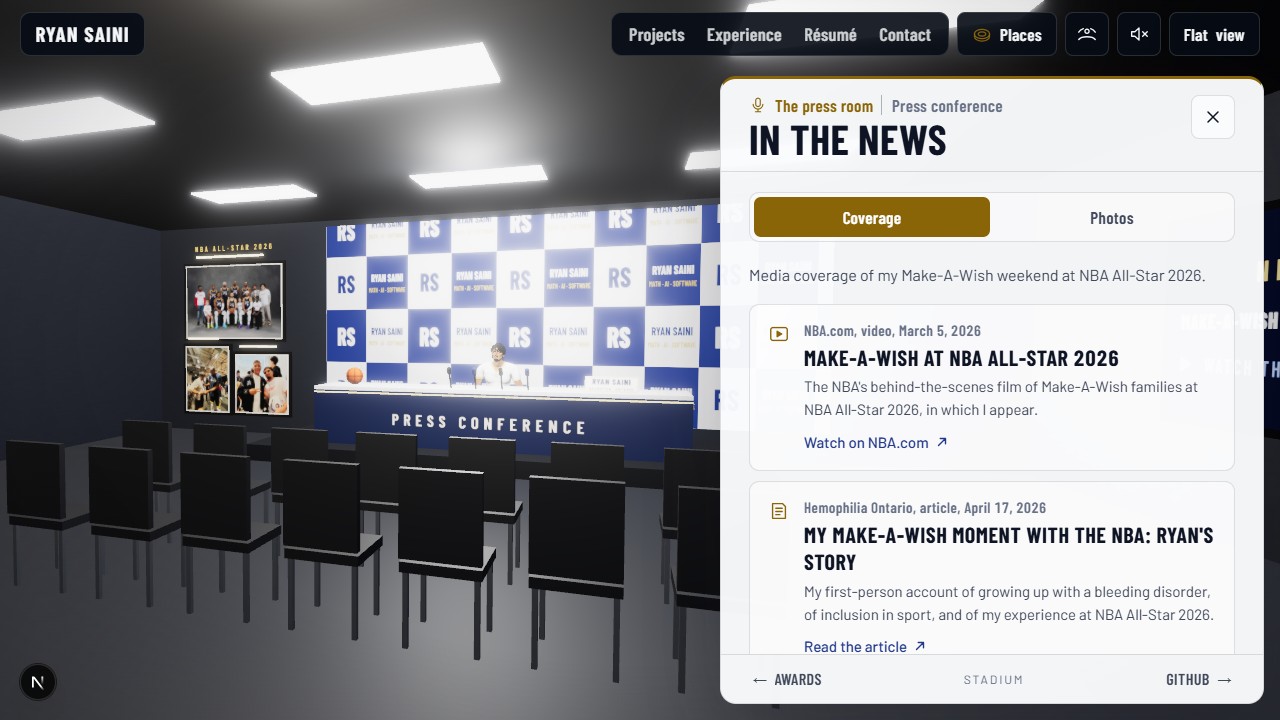 RYAN SAINI
Projects Experience Résumé Contact
Places
Flat view
The press room
Press conference
IN THE NEWS
Coverage
Photos
Media coverage of my Make-A-Wish weekend at NBA All-Star 2026.
NBA.com, video, March 5, 2026
MAKE-A-WISH AT NBA ALL-STAR 2026
The NBA's behind-the-scenes film of Make-A-Wish families at
NBA All-Star 2026, in which I appear.
Watch on NBA.com ↗
Hemophilia Ontario, article, April 17, 2026
MY MAKE-A-WISH MOMENT WITH THE NBA: RYAN'S
STORY
My first-person account of growing up with a bleeding disorder,
of inclusion in sport, and of my experience at NBA All-Star 2026.
Read the article ↗
← AWARDS
STADIUM
GITHUB →
NBA ALL-STAR 2026
RS
RYAN SAINI
MATH · AI · SOFTWARE
PRESS CONFERENCE
RYAN SAINI
N